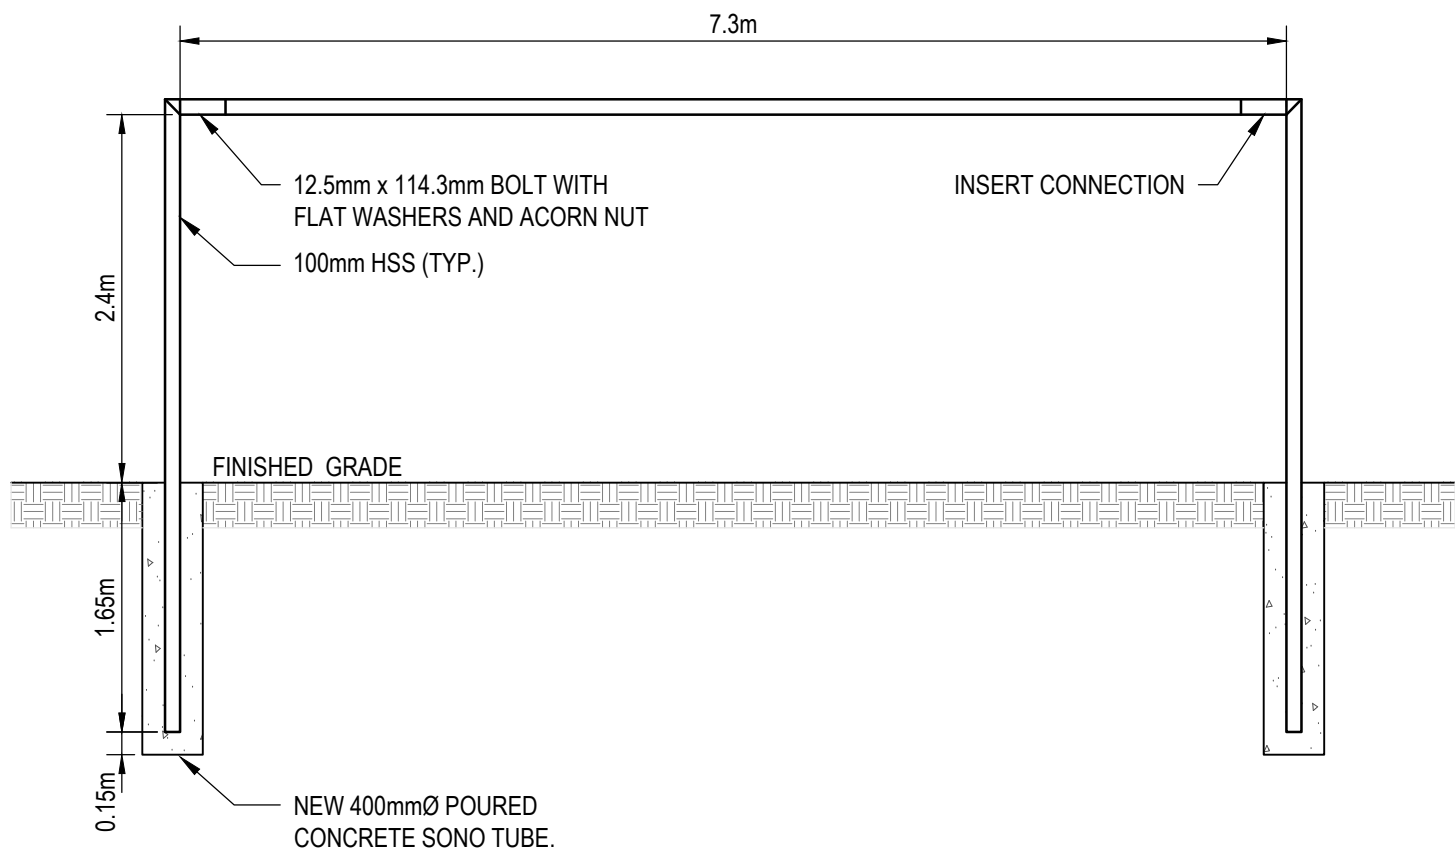 7.3m
12.5mm x 114.3mm BOLT WITH
FLAT WASHERS AND ACORN NUT
INSERT CONNECTION
100mm HSS (TYP.)
2.4m
FINISHED GRADE
1.65m
0.15m
NEW 400mmØ POURED
CONCRETE SONO TUBE.